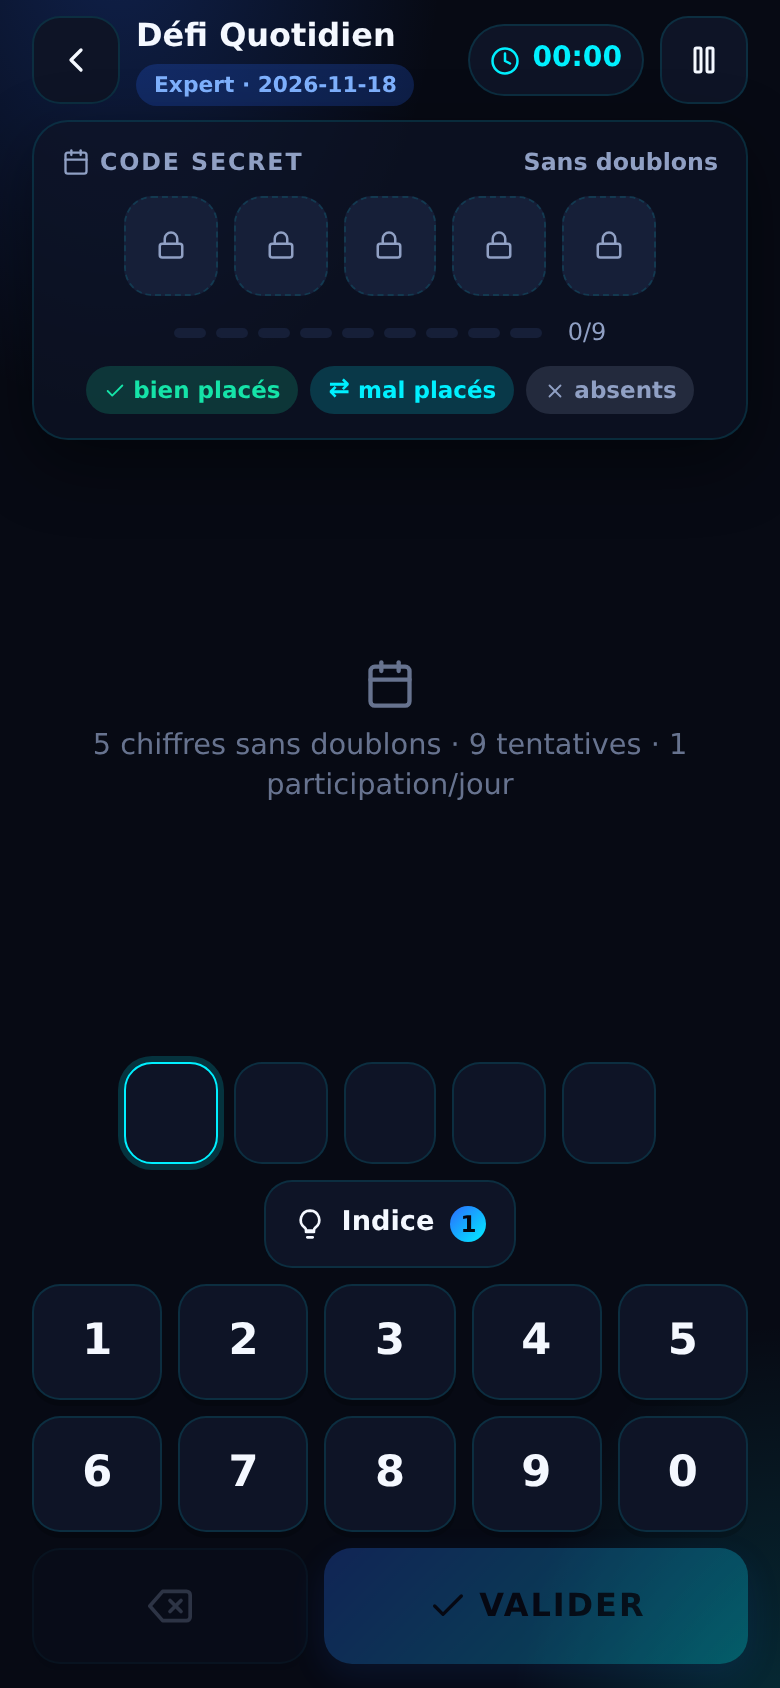 Défi Quotidien
Expert · 2026-11-18
00:00
CODE SECRET
Sans doublons
0/9
bien placés
mal placés
absents
5 chiffres sans doublons · 9 tentatives · 1
participation/jour
Indice 1
1 2 3 4 5
6 7 8 9 0
VALIDER